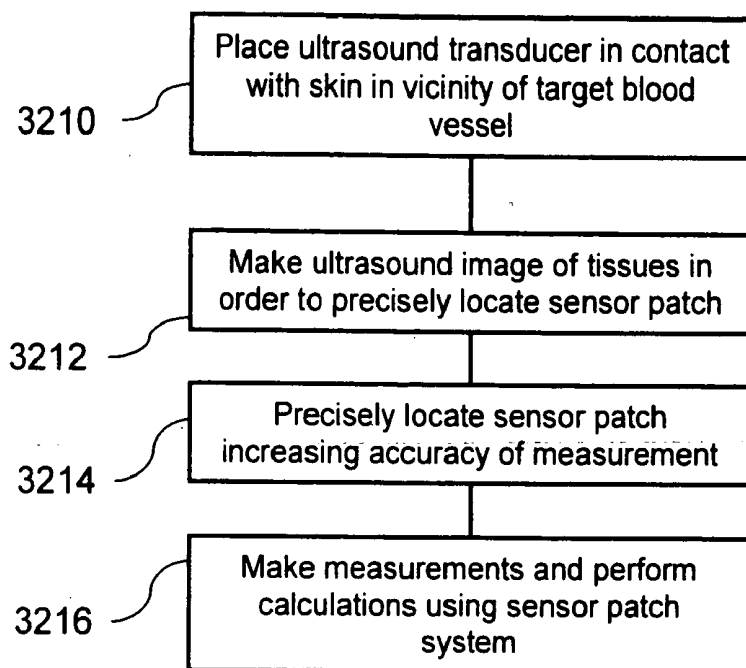 Place ultrasound transducer in contact
with skin in vicinity of target blood
vessel
3210
Make ultrasound image of tissues in
order to precisely locate sensor patch
3212
Precisely locate sensor patch
increasing accuracy of measurement
3214
Make measurements and perform
calculations using sensor patch
system
3216